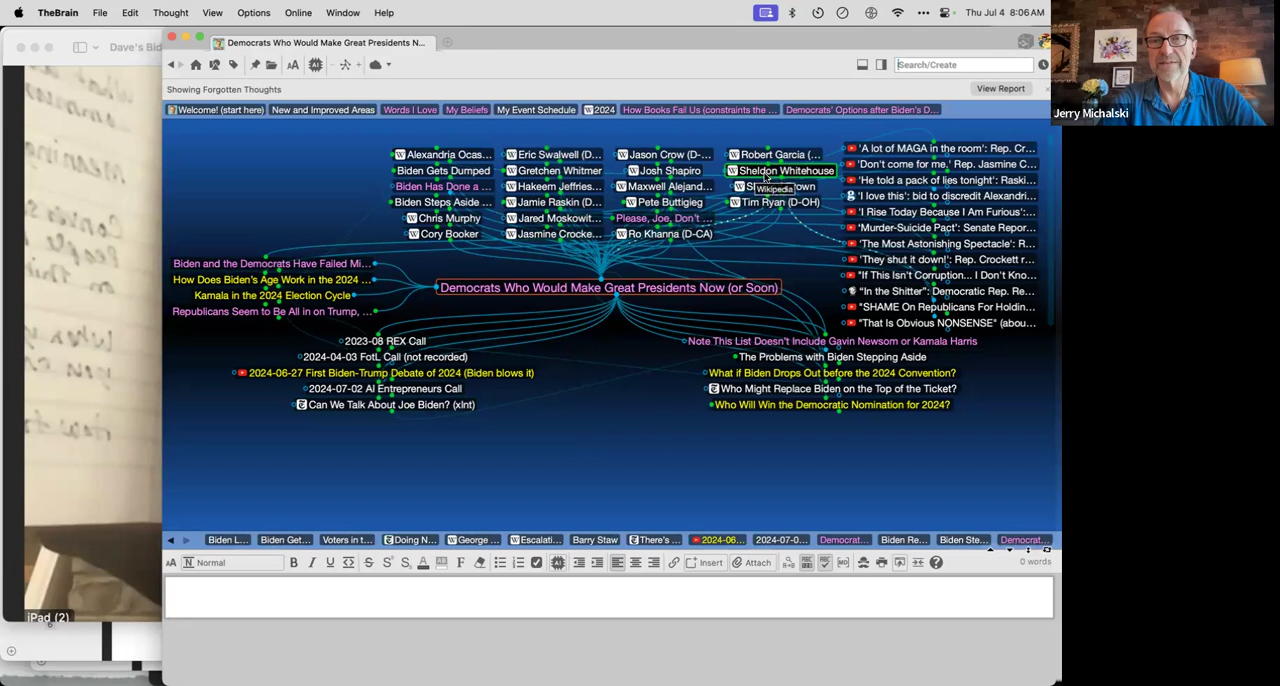 TheBrain File Edit Thought View Options Online Window Help Thu Jul 4 8:06 AM
Dave's Bid
Democrats Who Would Make Great Presidents N...
Search/Create
Showing Forgotten Thoughts View Report
Welcome! (start here) New and Improved Areas Words I Love My Beliefs My Event Schedule 2024 How Books Fail Us (constraints the ... Democrats' Options after Biden's D...
Jerry Michalski
Alexandria Ocas...
Biden Gets Dumped
Biden Has Done a ...
Biden Steps Aside ...
Chris Murphy
Cory Booker
Eric Swalwell (D...
Gretchen Whitmer
Hakeem Jeffries...
Jamie Raskin (D...
Jared Moskowit...
Jasmine Crocke...
Jason Crow (D-...
Josh Shapiro
Maxwell Alejand...
Pete Buttigieg
Please, Joe, Don't ...
Ro Khanna (D-CA)
Robert Garcia (...
Sheldon Whitehouse
Wikipedia
Tim Ryan (D-OH)
'A lot of MAGA in the room': Rep. Cr...
'Don't come for me,' Rep. Jasmine C...
'He told a pack of lies tonight': Raski...
'I love this': bid to discredit Alexandri...
'I Rise Today Because I Am Furious':...
'Murder-Suicide Pact': Senate Repor...
'The Most Astonishing Spectacle': R...
'They shut it down!': Rep. Crockett r...
"If This Isn't Corruption... I Don't Kno...
"In the Shitter": Democratic Rep. Re...
"SHAME On Republicans For Holdin...
"That Is Obvious NONSENSE" (abou...
Biden and the Democrats Have Failed Mi...
How Does Biden's Age Work in the 2024 ...
Kamala in the 2024 Election Cycle
Republicans Seem to Be All in on Trump, ...
Democrats Who Would Make Great Presidents Now (or Soon)
2023-08 REX Call
2024-04-03 FotL Call (not recorded)
2024-06-27 First Biden-Trump Debate of 2024 (Biden blows it)
2024-07-02 AI Entrepreneurs Call
Can We Talk About Joe Biden? (xlnt)
Note This List Doesn't Include Gavin Newsom or Kamala Harris
The Problems with Biden Stepping Aside
What if Biden Drops Out before the 2024 Convention?
Who Might Replace Biden on the Top of the Ticket?
Who Will Win the Democratic Nomination for 2024?
Biden L... Biden Get... Voters in t... Doing N... George ... Escalati... Barry Staw There's ... 2024-06... 2024-07-0... Democrat... Biden Re... Biden Ste... Democrat...
Normal Insert Attach 0 words
iPad (2)